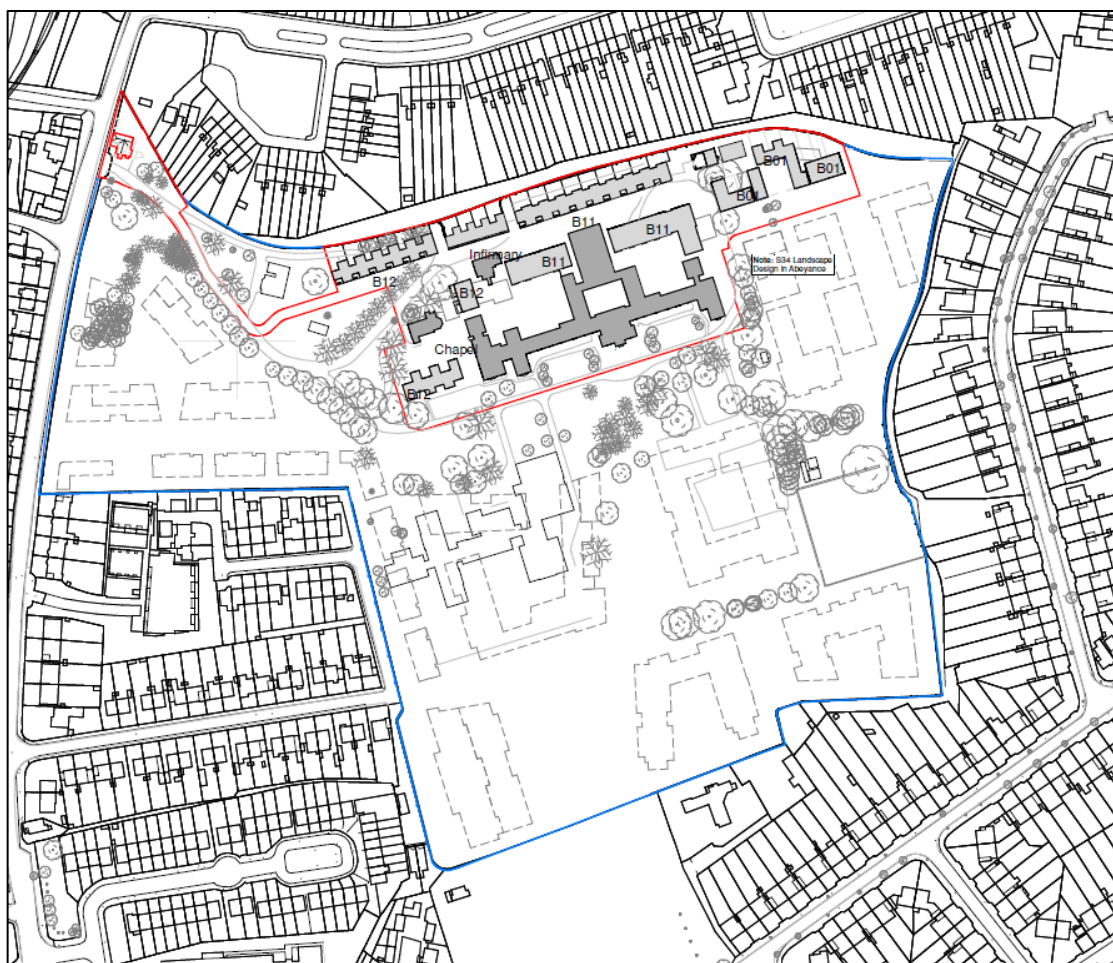 B01
B01
B01
B11
B11
Infirmary
B11
Note: S34 Landscape
Design In Abeyance
B12
B12
Chapel
B12